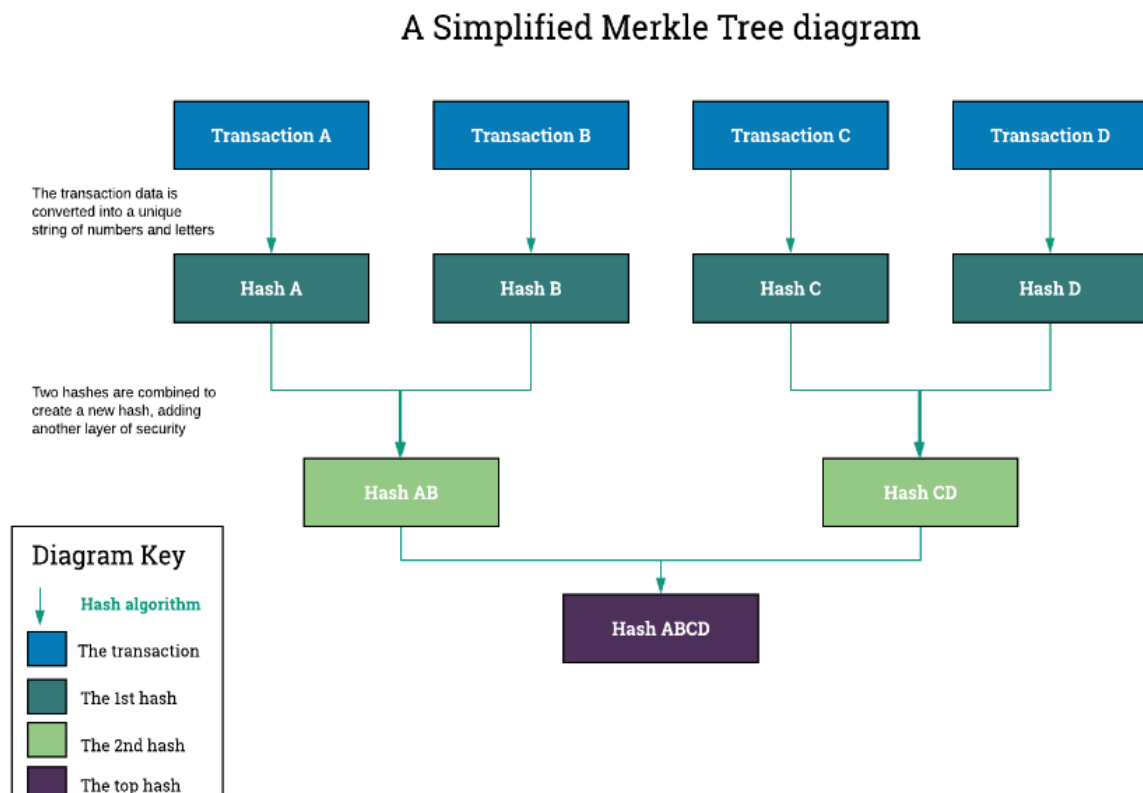 A Simplified Merkle Tree diagram
Transaction A
Transaction B
Transaction C
Transaction D
The transaction data is
converted into a unique
string of numbers and letters
Hash A
Hash B
Hash C
Hash D
Two hashes are combined to
create a new hash, adding
another layer of security
Hash AB
Hash CD
Hash ABCD
Diagram Key
Hash algorithm
The transaction
The 1st hash
The 2nd hash
The top hash